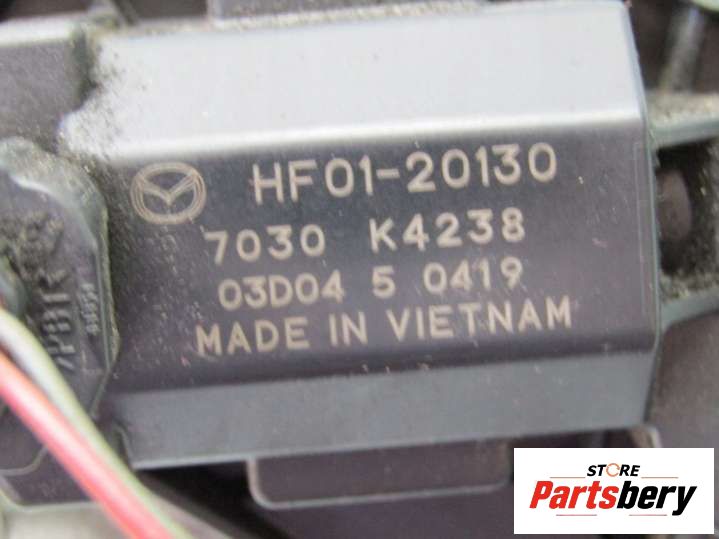 HF01-20130
7030 K4238
03D04 5 0419
MADE IN VIETNAM
STORE
Partsbery